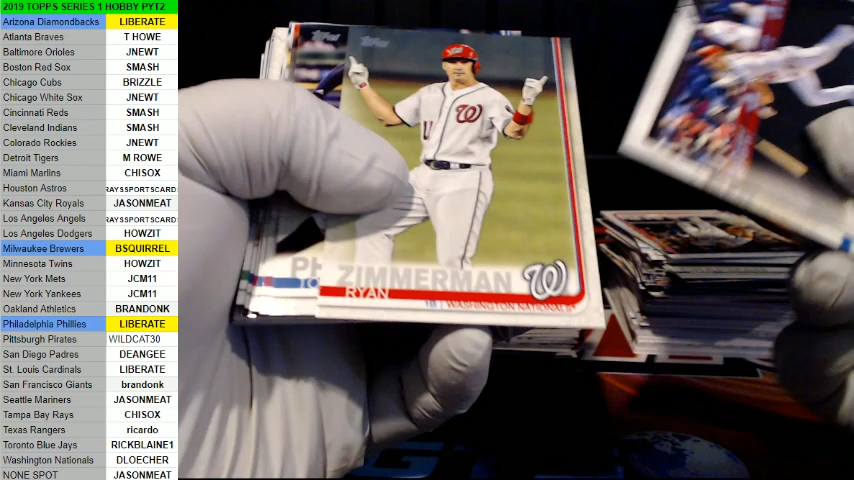 2019 TOPPS SERIES 1 HOBBY PYT2
Arizona Diamondbacks LIBERATE
Atlanta Braves T HOWE
Baltimore Orioles JNEWT
Boston Red Sox SMASH
Chicago Cubs BRIZZLE
Chicago White Sox JNEWT
Cincinnati Reds SMASH
Cleveland Indians SMASH
Colorado Rockies JNEWT
Detroit Tigers M ROWE
Miami Marlins CHISOX
Houston Astros RAYSSPORTSCARD
Kansas City Royals JASONMEAT
Los Angeles Angels RAYSSPORTSCARD
Los Angeles Dodgers HOWZIT
Milwaukee Brewers BSQUIRREL
Minnesota Twins HOWZIT
New York Mets JCM11
New York Yankees JCM11
Oakland Athletics BRANDONK
Philadelphia Phillies LIBERATE
Pittsburgh Pirates WILDCAT30
San Diego Padres DEANGEE
St. Louis Cardinals LIBERATE
San Francisco Giants brandonk
Seattle Mariners JASONMEAT
Tampa Bay Rays CHISOX
Texas Rangers ricardo
Toronto Blue Jays RICKBLAINE1
Washington Nationals DLOECHER
NONE SPOT JASONMEAT
Topps
Topps
W
PH
TO
ZIMMERMAN
RYAN
W
1B WASHINGTON NATIONALS